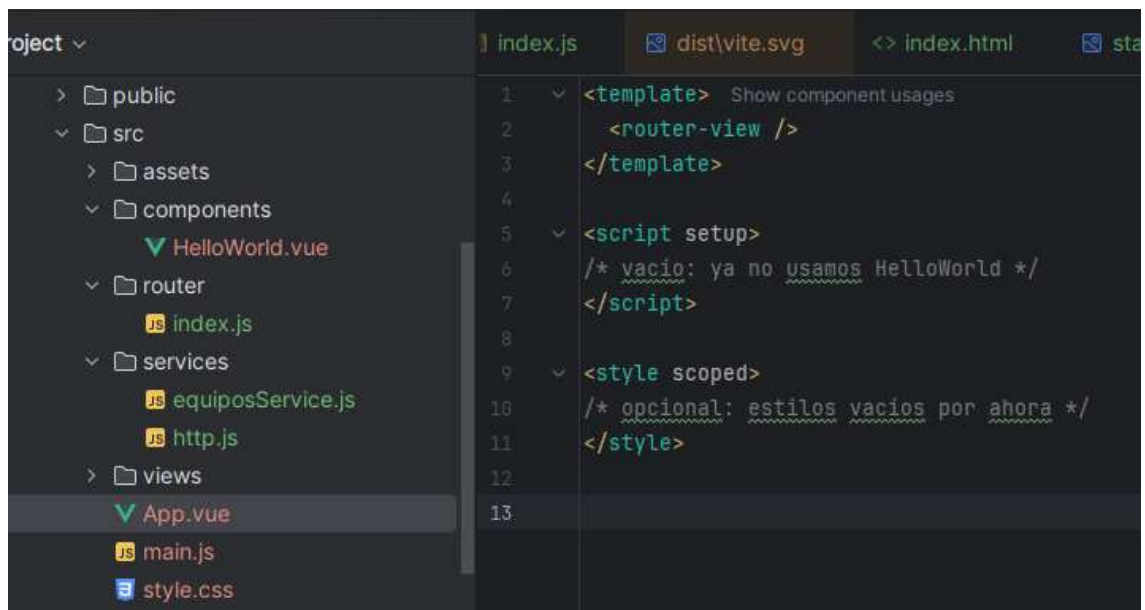 roject
index.js
dist\vite.svg
<> index.html
sta
public
src
assets
components
HelloWorld.vue
router
index.js
services
equiposService.js
http.js
views
App.vue
main.js
style.css
1 <template> Show component usages
2 <router-view />
3 </template>
4
5 <script setup>
6 /* vacio: ya no usamos HelloWorld */
7 </script>
8
9 <style scoped>
10 /* opcional: estilos vacios por ahora */
11 </style>
12
13